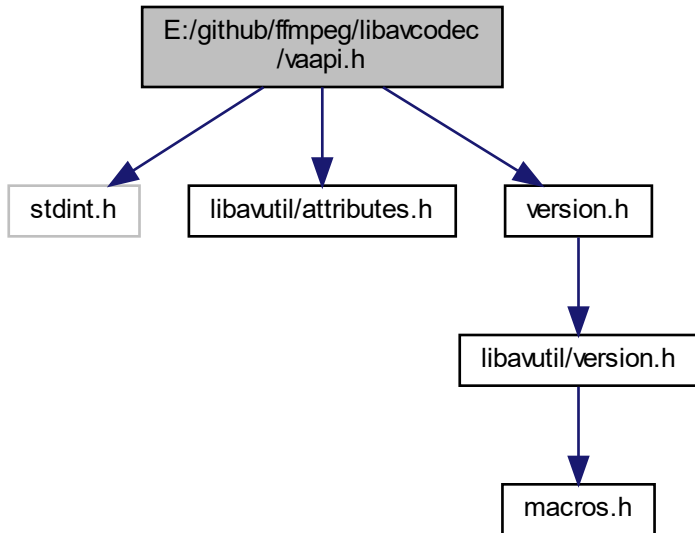 E:/github/ffmpeg/libavcodec
/vaapi.h
stdint.h
libavutil/attributes.h
version.h
libavutil/version.h
macros.h